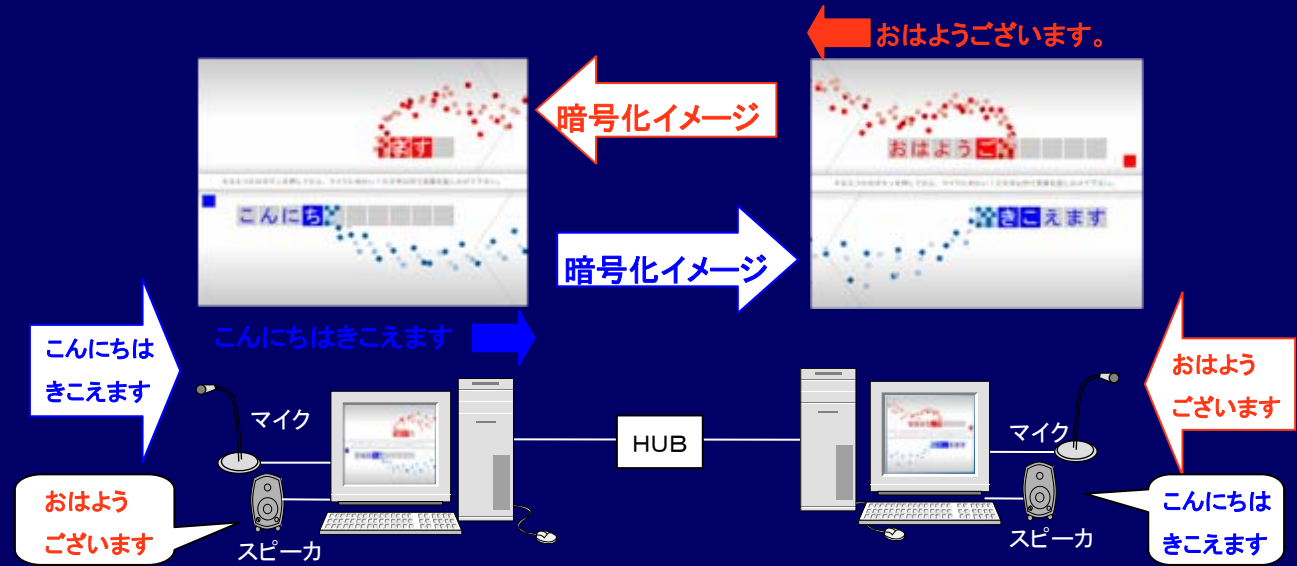 おはようございます。
暗号化イメージ
ます
おはようご
こんにち
きこえます
暗号化イメージ
こんにちはきこえます
こんにちは
きこえます
マイク
おはよう
ございます
スピーカ
HUB
おはよう
ございます
マイク
こんにちは
きこえます
スピーカ